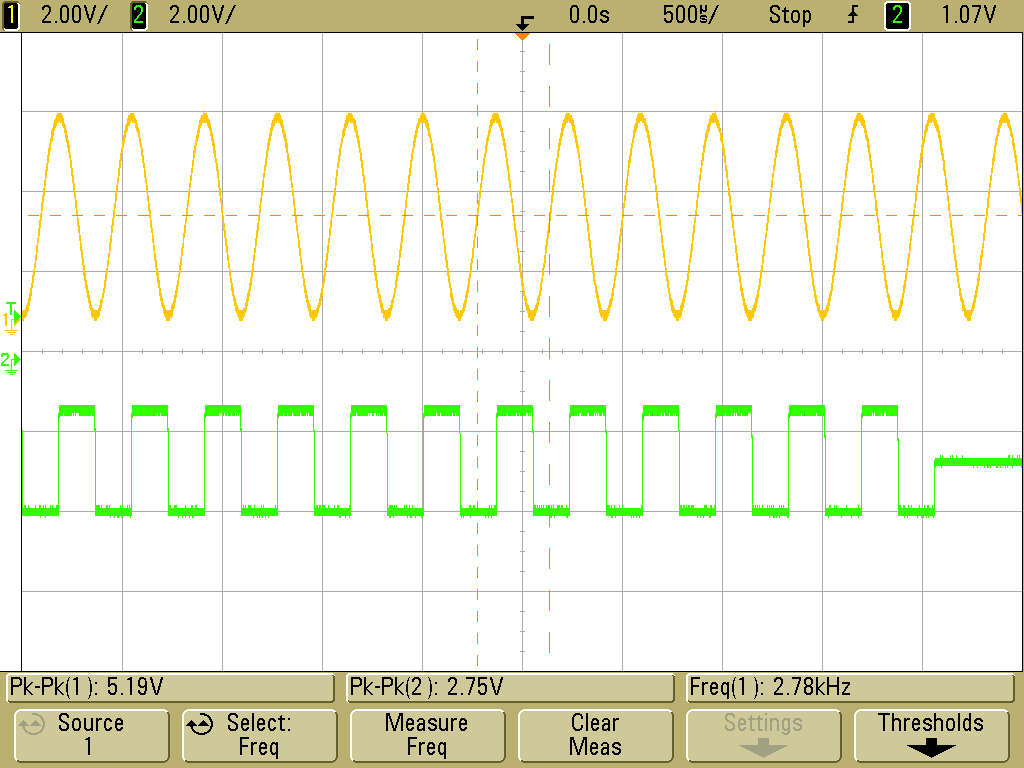 1 2.00V/ 2 2.00V/ 0.0s 500µs/ Stop 2 1.07V
T
1
2
Pk-Pk(1): 5.19V Pk-Pk(2): 2.75V Freq(1): 2.78kHz
Source Select: Measure Clear Settings Thresholds
1 Freq Freq Meas